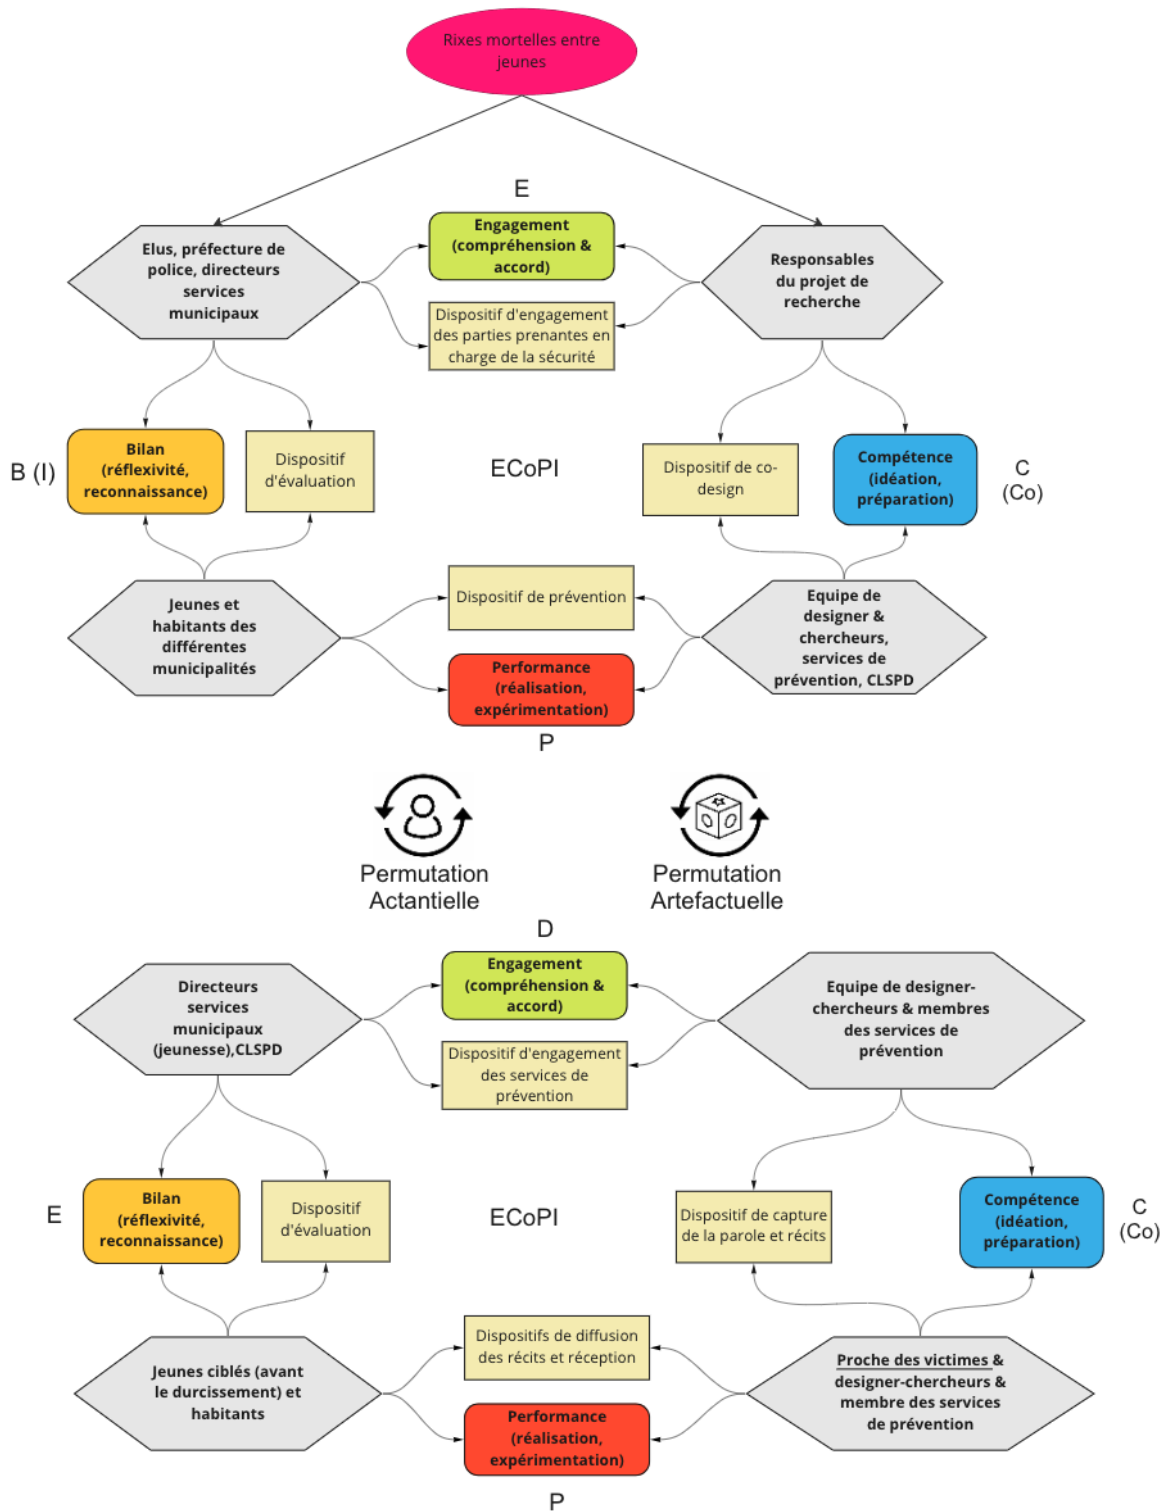 Rixes mortelles entre
jeunes
E
Engagement
(compréhension &
accord)
Elus, préfecture de
police, directeurs
services
municipaux
Responsables
du projet de
recherche
Dispositif d'engagement
des parties prenantes en
charge de la sécurité
B (I)
Bilan
(réflexivité,
reconnaissance)
Dispositif
d'évaluation
ECoPI
Dispositif de co-
design
Compétence
(idéation,
préparation)
C
(Co)
Jeunes et
habitants des
différentes
municipalités
Dispositif de prévention
Equipe de
designer &
chercheurs,
services de
prévention, CLSPD
Performance
(réalisation,
expérimentation)
P
Permutation
Actantielle
Permutation
Artefactuelle
D
Engagement
(compréhension &
accord)
Directeurs
services
municipaux
(jeunesse),CLSPD
Equipe de designer-
chercheurs & membres
des services de
prévention
Dispositif d'engagement
des services de
prévention
E
Bilan
(réflexivité,
reconnaissance)
Dispositif
d'évaluation
ECoPI
Dispositif de capture
de la parole et récits
Compétence
(idéation,
préparation)
C
(Co)
Jeunes ciblés (avant
le durcissement) et
habitants
Dispositifs de diffusion
des récits et réception
Proche des victimes &
designer-chercheurs &
membre des services
de prévention
Performance
(réalisation,
expérimentation)
P